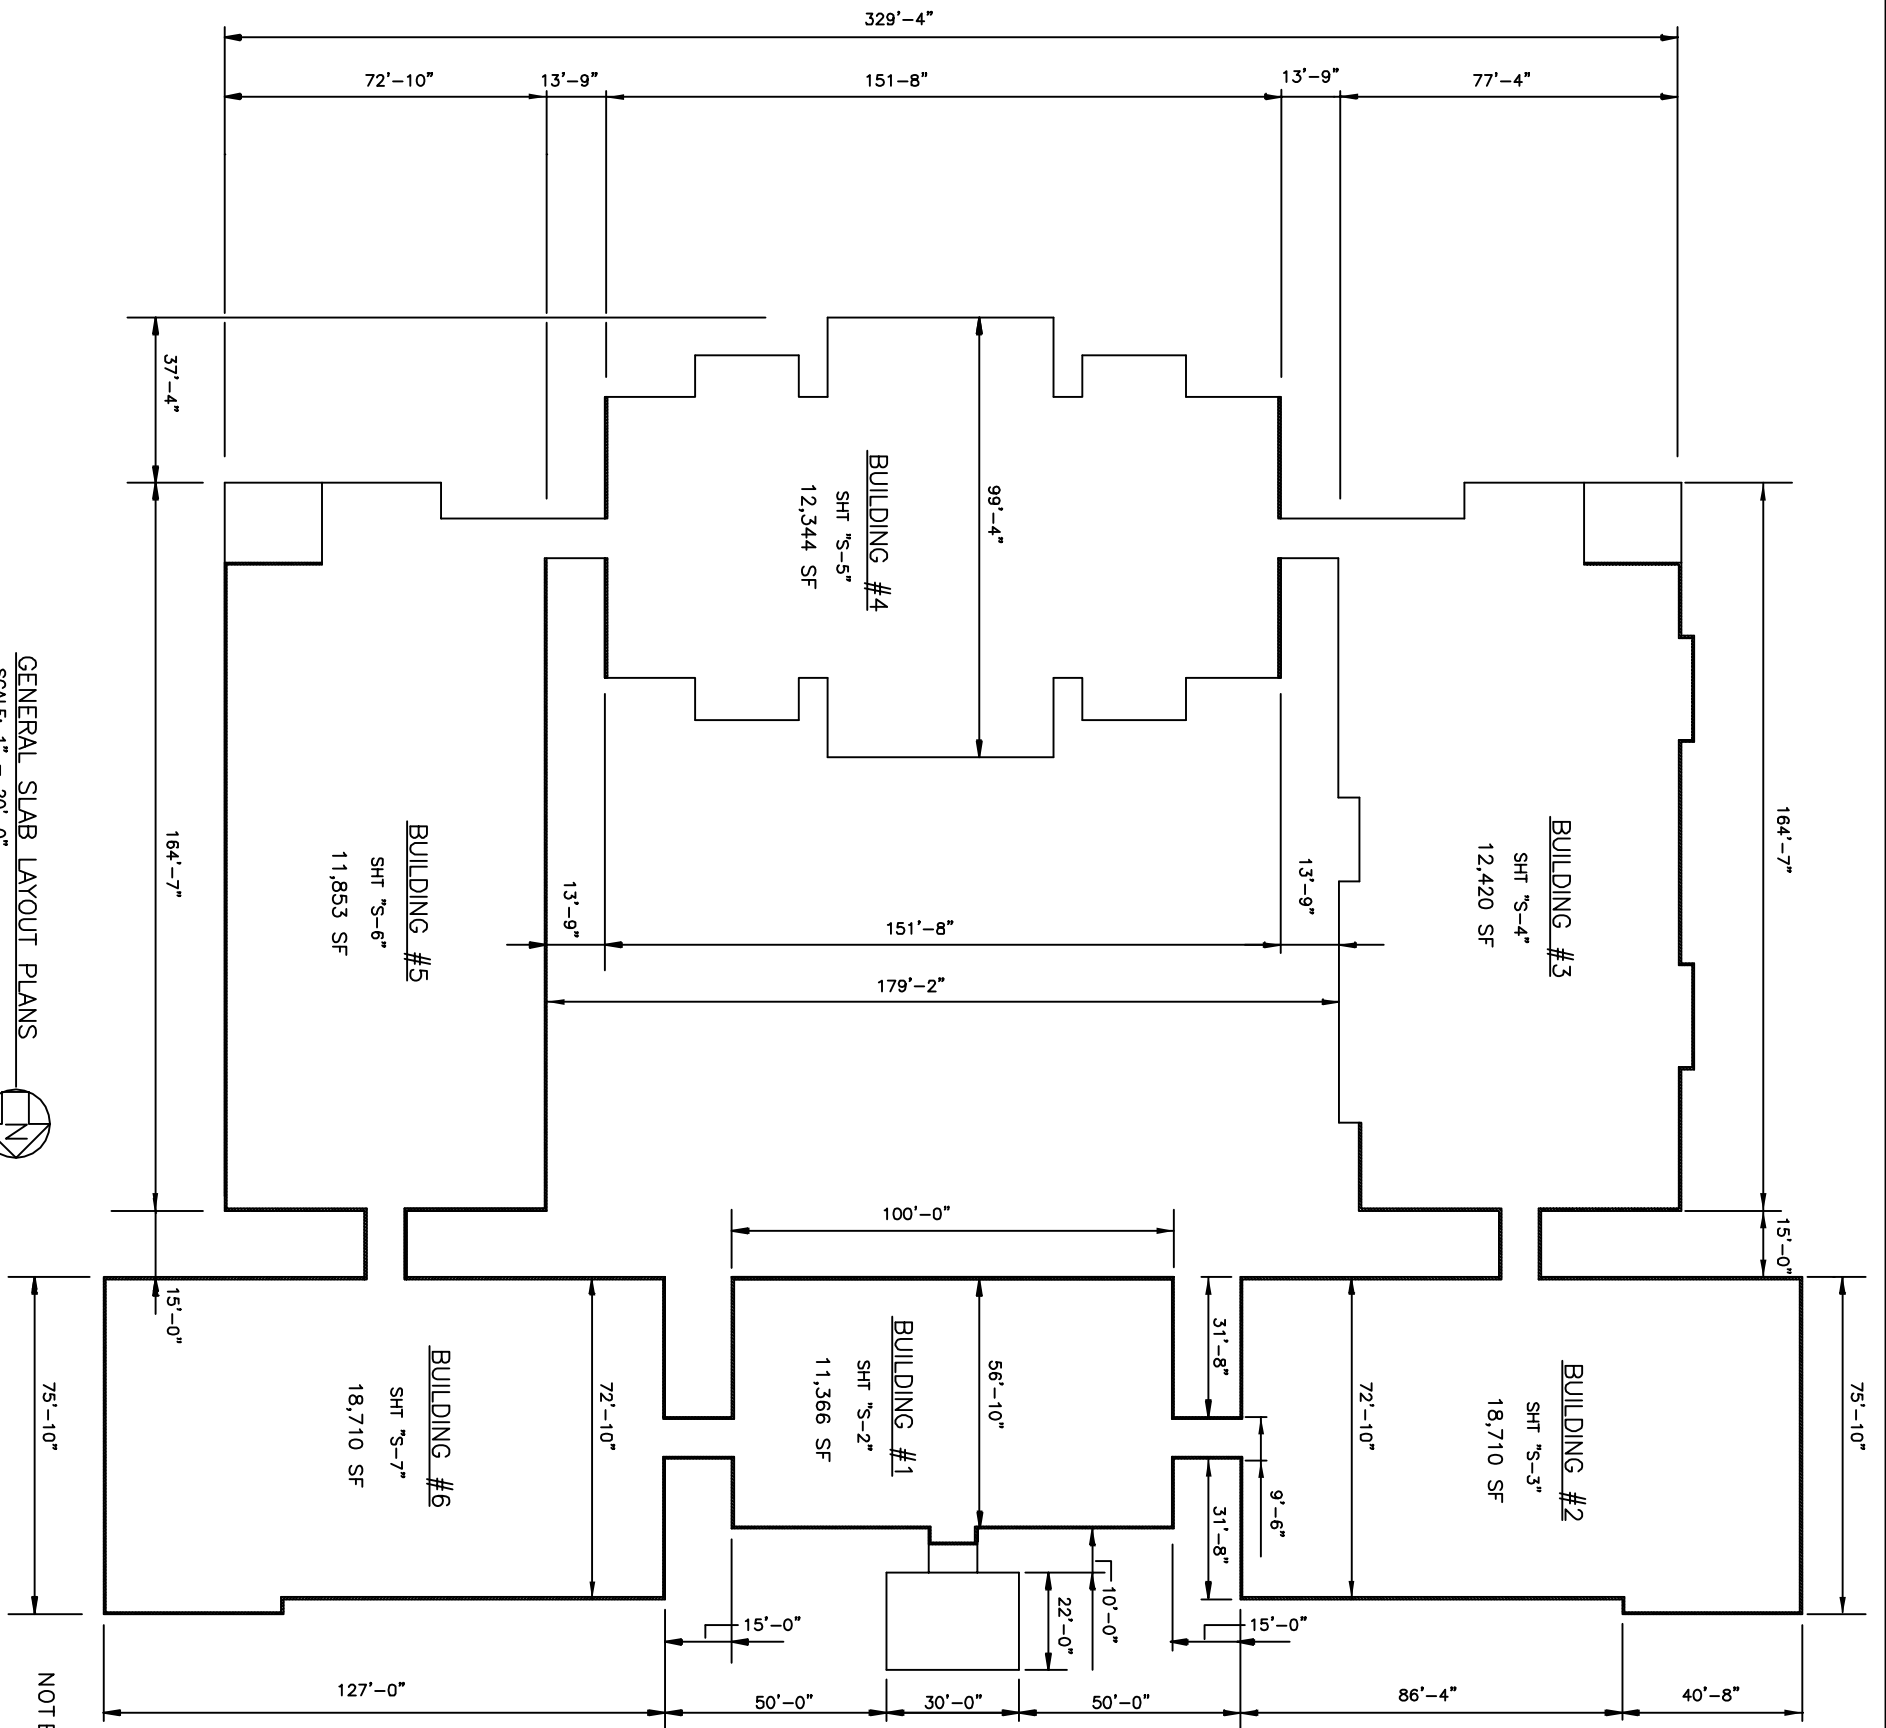 329'-4"
72'-10"
13'-9"
151-8"
13'-9"
77'-4"
37'-4"
99'-4"
BUILDING #4
SHT "S-5"
12,344 SF
164'-7"
164'-7"
BUILDING #3
SHT "S-4"
12,420 SF
BUILDING #5
SHT "S-6"
11,853 SF
13'-9"
13'-9"
151'-8"
179'-2"
100'-0"
15'-0"
15'-0"
31'-8"
56'-10"
BUILDING #1
SHT "S-2"
11,366 SF
72'-10"
72'-10"
75'-10"
75'-10"
BUILDING #2
SHT "S-3"
18,710 SF
BUILDING #6
SHT "S-7"
18,710 SF
9'-6"
31'-8"
10'-0"
22'-0"
15'-0"
15'-0"
127'-0"
50'-0"
30'-0"
50'-0"
86'-4"
40'-8"
GENERAL SLAB LAYOUT PLANS
N